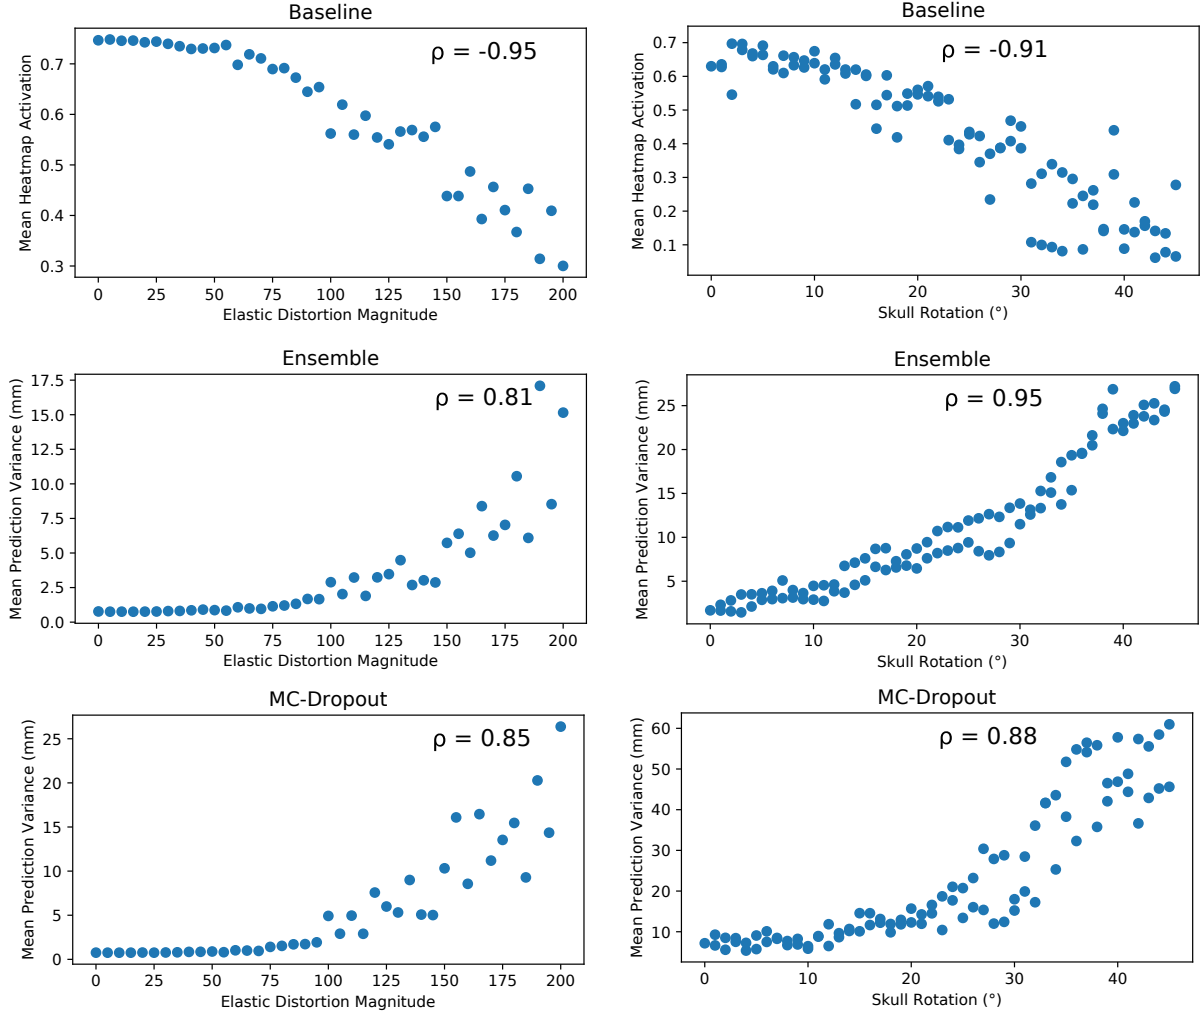 Baseline
ρ = -0.95
Mean Heatmap Activation
0.7
0.6
0.5
0.4
0.3
0 25 50 75 100 125 150 175 200
Elastic Distortion Magnitude
Baseline
ρ = -0.91
Mean Heatmap Activation
0.7
0.6
0.5
0.4
0.3
0.2
0.1
0 10 20 30 40
Skull Rotation (°)
Ensemble
ρ = 0.81
Mean Prediction Variance (mm)
17.5
15.0
12.5
10.0
7.5
5.0
2.5
0.0
0 25 50 75 100 125 150 175 200
Elastic Distortion Magnitude
Ensemble
ρ = 0.95
Mean Prediction Variance (mm)
25
20
15
10
5
0 10 20 30 40
Skull Rotation (°)
MC-Dropout
ρ = 0.85
Mean Prediction Variance (mm)
25
20
15
10
5
0
0 25 50 75 100 125 150 175 200
Elastic Distortion Magnitude
MC-Dropout
ρ = 0.88
Mean Prediction Variance (mm)
60
50
40
30
20
10
0 10 20 30 40
Skull Rotation (°)